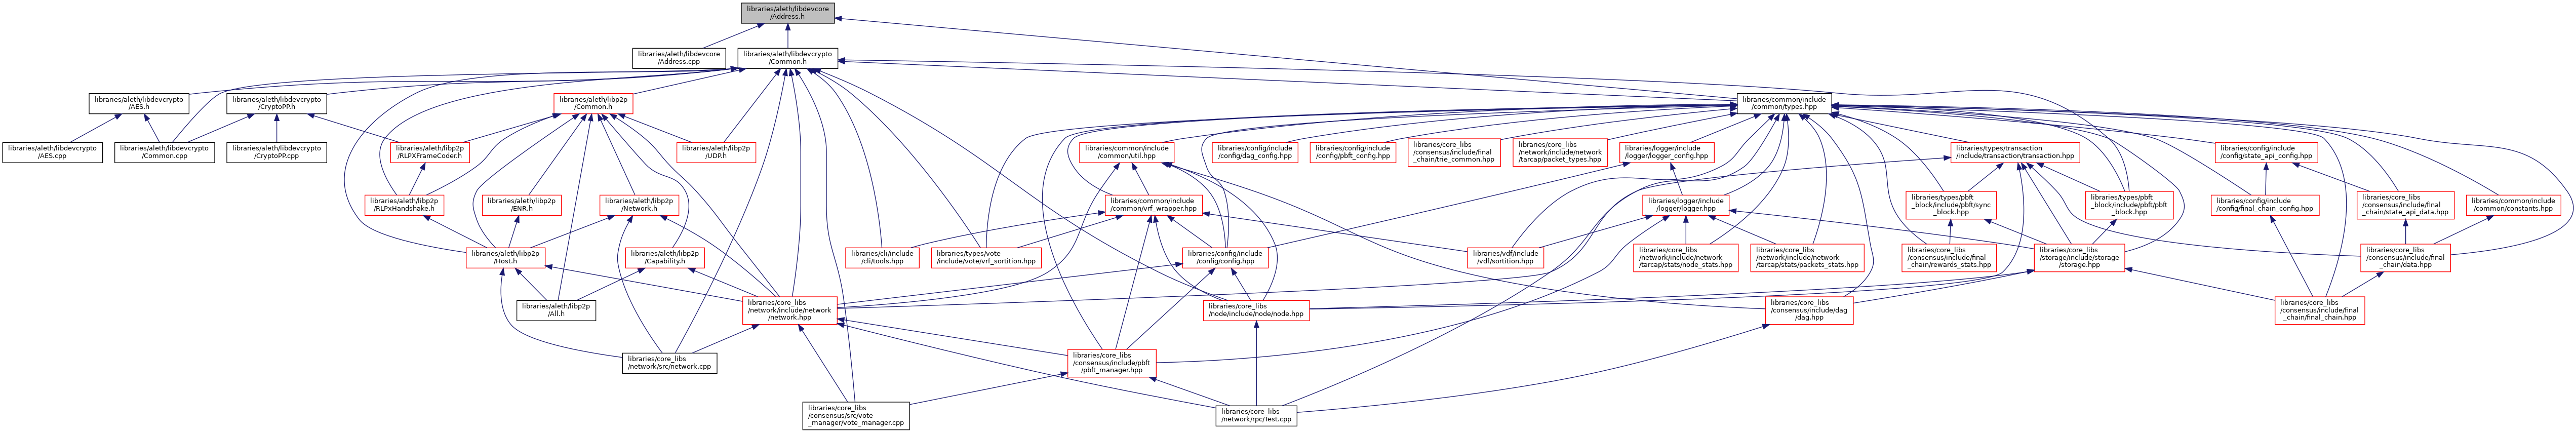 libraries/aleth/libdevcore
/Address.h
libraries/aleth/libdevcore
/Address.cpp
libraries/aleth/libdevcrypto
/Common.h
libraries/aleth/libdevcrypto
/AES.h
libraries/aleth/libdevcrypto
/CryptoPP.h
libraries/aleth/libp2p
/Common.h
libraries/common/include
/common/types.hpp
libraries/aleth/libdevcrypto
/AES.cpp
libraries/aleth/libdevcrypto
/Common.cpp
libraries/aleth/libdevcrypto
/CryptoPP.cpp
libraries/aleth/libp2p
/RLPXFrameCoder.h
libraries/aleth/libp2p
/UDP.h
libraries/common/include
/common/util.hpp
libraries/config/include
/config/dag_config.hpp
libraries/config/include
/config/pbft_config.hpp
libraries/core_libs
/consensus/include/final
_chain/trie_common.hpp
libraries/core_libs
/network/include/network
/tarcap/packet_types.hpp
libraries/logger/include
/logger/logger_config.hpp
libraries/types/transaction
/include/transaction/transaction.hpp
libraries/config/include
/config/state_api_config.hpp
libraries/aleth/libp2p
/RLPxHandshake.h
libraries/aleth/libp2p
/ENR.h
libraries/aleth/libp2p
/Network.h
libraries/common/include
/common/vrf_wrapper.hpp
libraries/logger/include
/logger/logger.hpp
libraries/types/pbft
_block/include/pbft/sync
_block.hpp
libraries/types/pbft
_block/include/pbft/pbft
_block.hpp
libraries/config/include
/config/final_chain_config.hpp
libraries/core_libs
/consensus/include/final
_chain/state_api_data.hpp
libraries/common/include
/common/constants.hpp
libraries/aleth/libp2p
/Host.h
libraries/aleth/libp2p
/Capability.h
libraries/cli/include
/cli/tools.hpp
libraries/types/vote
/include/vote/vrf_sortition.hpp
libraries/config/include
/config/config.hpp
libraries/vdf/include
/vdf/sortition.hpp
libraries/core_libs
/network/include/network
/tarcap/stats/node_stats.hpp
libraries/core_libs
/network/include/network
/tarcap/stats/packets_stats.hpp
libraries/core_libs
/consensus/include/final
_chain/rewards_stats.hpp
libraries/core_libs
/storage/include/storage
/storage.hpp
libraries/core_libs
/consensus/include/final
_chain/data.hpp
libraries/aleth/libp2p
/All.h
libraries/core_libs
/network/include/network
/network.hpp
libraries/core_libs
/node/include/node/node.hpp
libraries/core_libs
/consensus/include/dag
/dag.hpp
libraries/core_libs
/consensus/include/final
_chain/final_chain.hpp
libraries/core_libs
/network/src/network.cpp
libraries/core_libs
/consensus/include/pbft
/pbft_manager.hpp
libraries/core_libs
/consensus/src/vote
_manager/vote_manager.cpp
libraries/core_libs
/network/rpc/Test.cpp